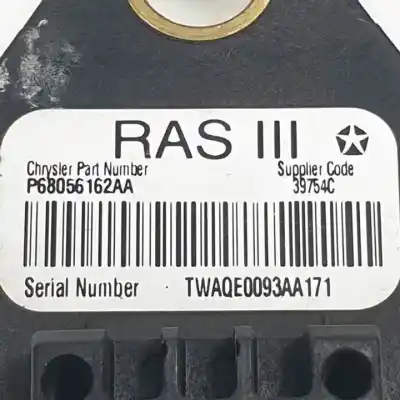 RAS III
Chrysler Part Number Supplier Code
P68056162AA 39754C
Serial Number TWAQE0093AA171